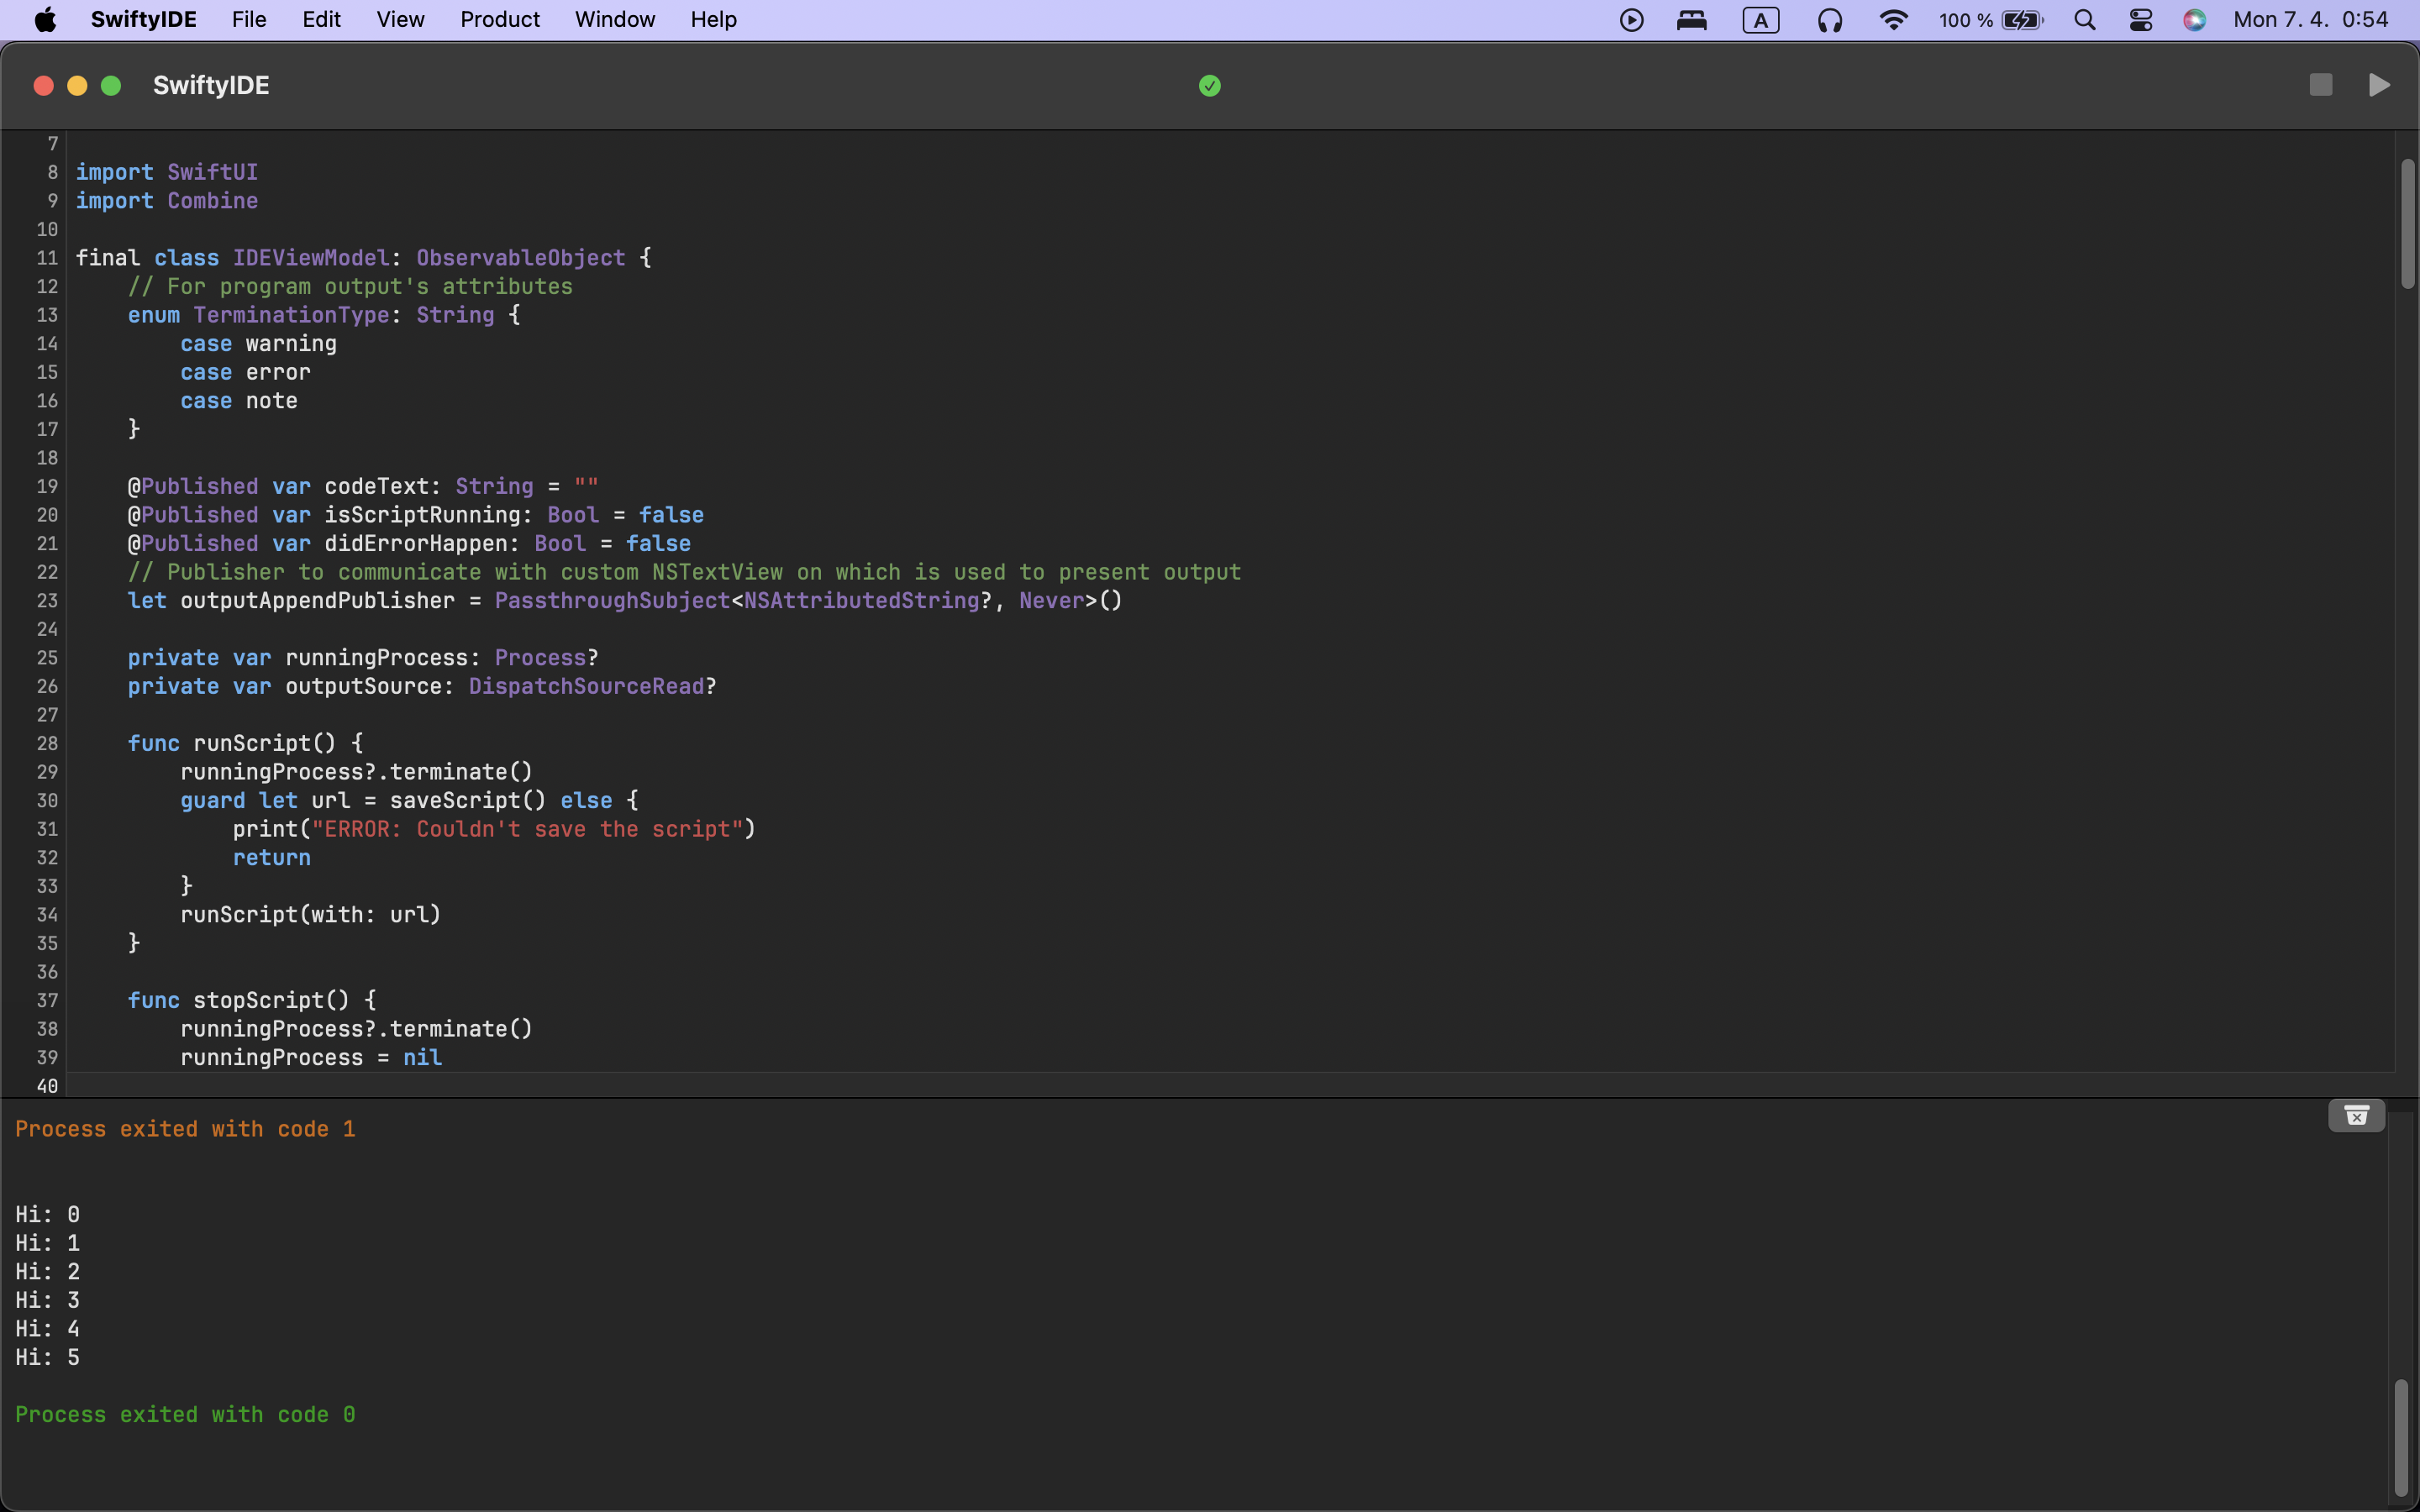 SwiftyIDE File Edit View Product Window Help A 100 % Mon 7. 4. 0:54
SwiftyIDE
7
8 import SwiftUI
9 import Combine
10
11 final class IDEViewModel: ObservableObject {
12     // For program output's attributes
13     enum TerminationType: String {
14         case warning
15         case error
16         case note
17     }
18
19     @Published var codeText: String = ""
20     @Published var isScriptRunning: Bool = false
21     @Published var didErrorHappen: Bool = false
22     // Publisher to communicate with custom NSTextView on which is used to present output
23     let outputAppendPublisher = PassthroughSubject<NSAttributedString?, Never>()
24
25     private var runningProcess: Process?
26     private var outputSource: DispatchSourceRead?
27
28     func runScript() {
29         runningProcess?.terminate()
30         guard let url = saveScript() else {
31             print("ERROR: Couldn't save the script")
32             return
33         }
34         runScript(with: url)
35     }
36
37     func stopScript() {
38         runningProcess?.terminate()
39         runningProcess = nil
40
Process exited with code 1
Hi: 0
Hi: 1
Hi: 2
Hi: 3
Hi: 4
Hi: 5
Process exited with code 0